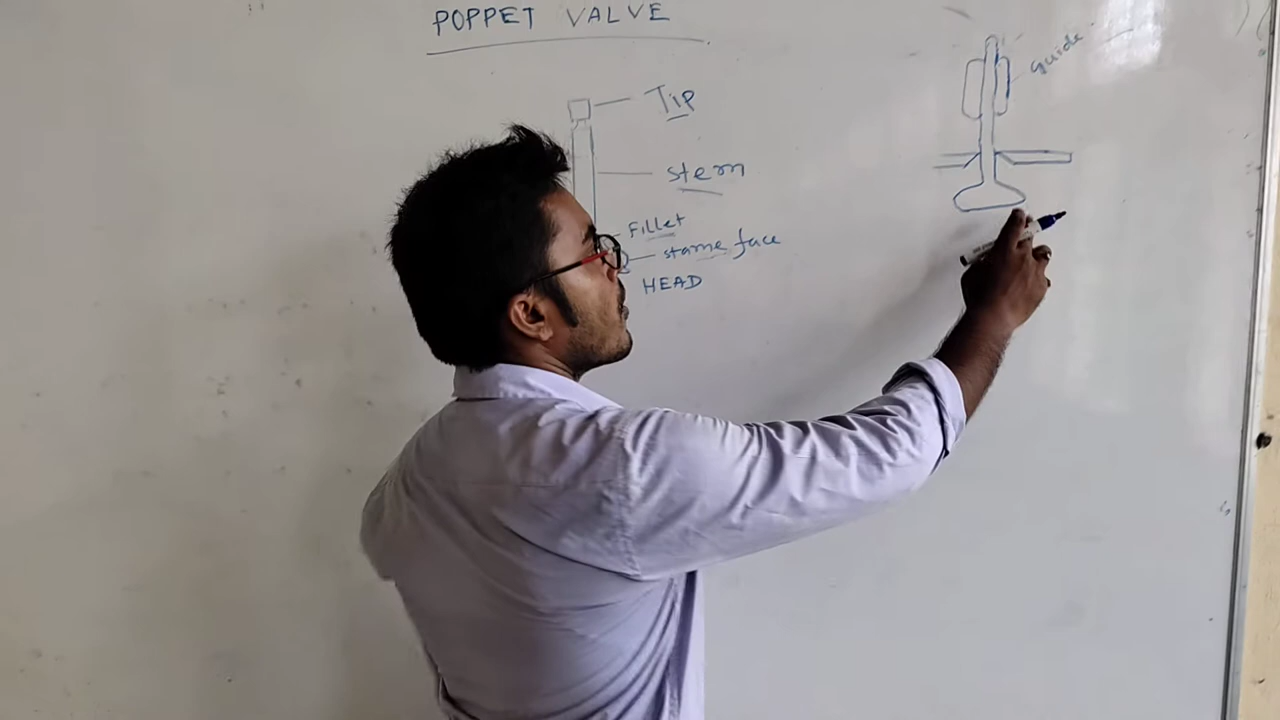 POPPET VALVE
Tip
stem
Fillet
stame face
HEAD
Guide